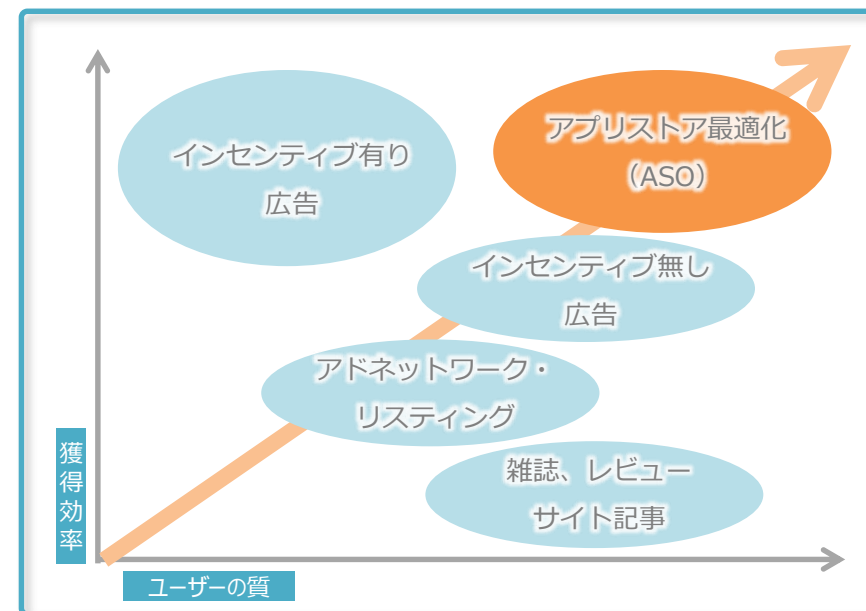 インセンティブ有り
広告
アプリストア最適化
（ASO）
インセンティブ無し
広告
アドネットワーク・
リスティング
雑誌、レビュー
サイト記事
獲得効率
ユーザーの質